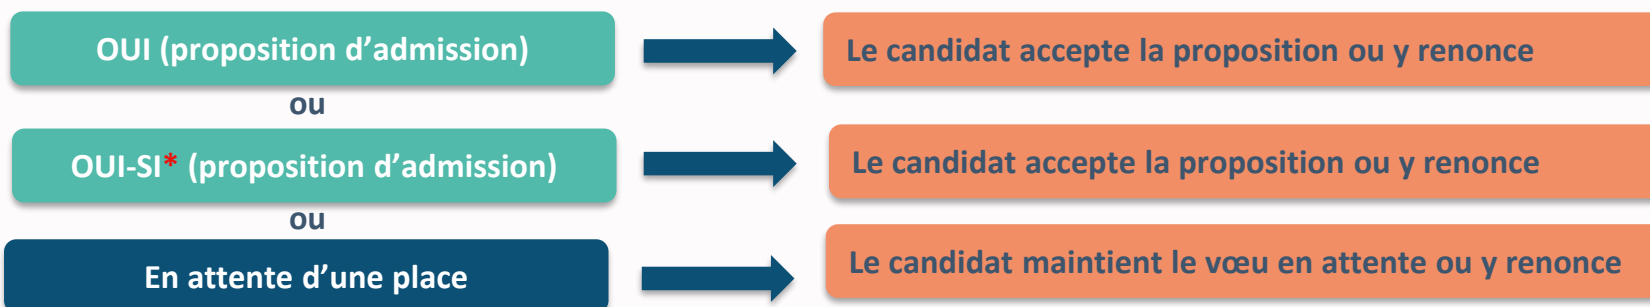 OUI (proposition d’admission)
Le candidat accepte la proposition ou y renonce
ou
OUI-SI* (proposition d’admission)
Le candidat accepte la proposition ou y renonce
ou
En attente d’une place
Le candidat maintient le vœu en attente ou y renonce